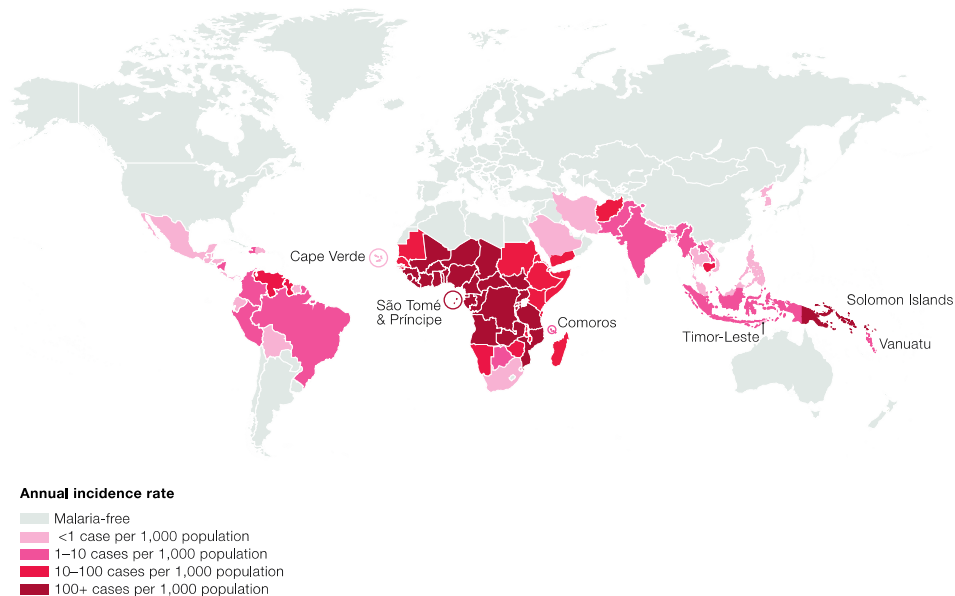 Cape Verde
São Tomé
& Príncipe
Comoros
Solomon Islands
Timor-Leste
Vanuatu
Annual incidence rate
Malaria-free
<1 case per 1,000 population
1–10 cases per 1,000 population
10–100 cases per 1,000 population
100+ cases per 1,000 population